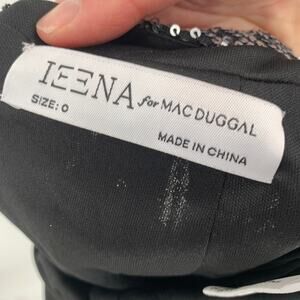 IEENA for MAC DUGGAL
SIZE: 0
MADE IN CHINA